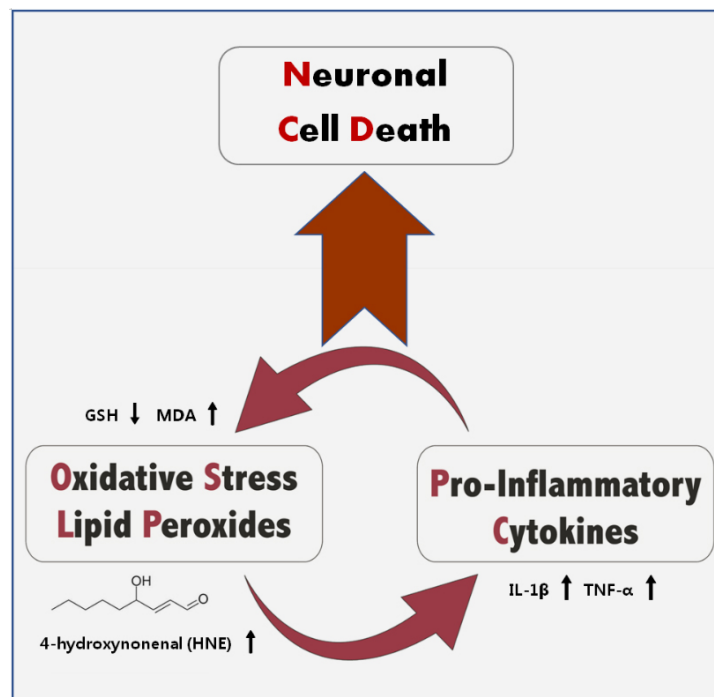 Neuronal
Cell Death
GSH ↓ MDA ↑
Oxidative Stress
Lipid Peroxides
Pro-Inflammatory
Cytokines
OH
O
IL-1β ↑ TNF-α ↑
4-hydroxynonenal (HNE) ↑